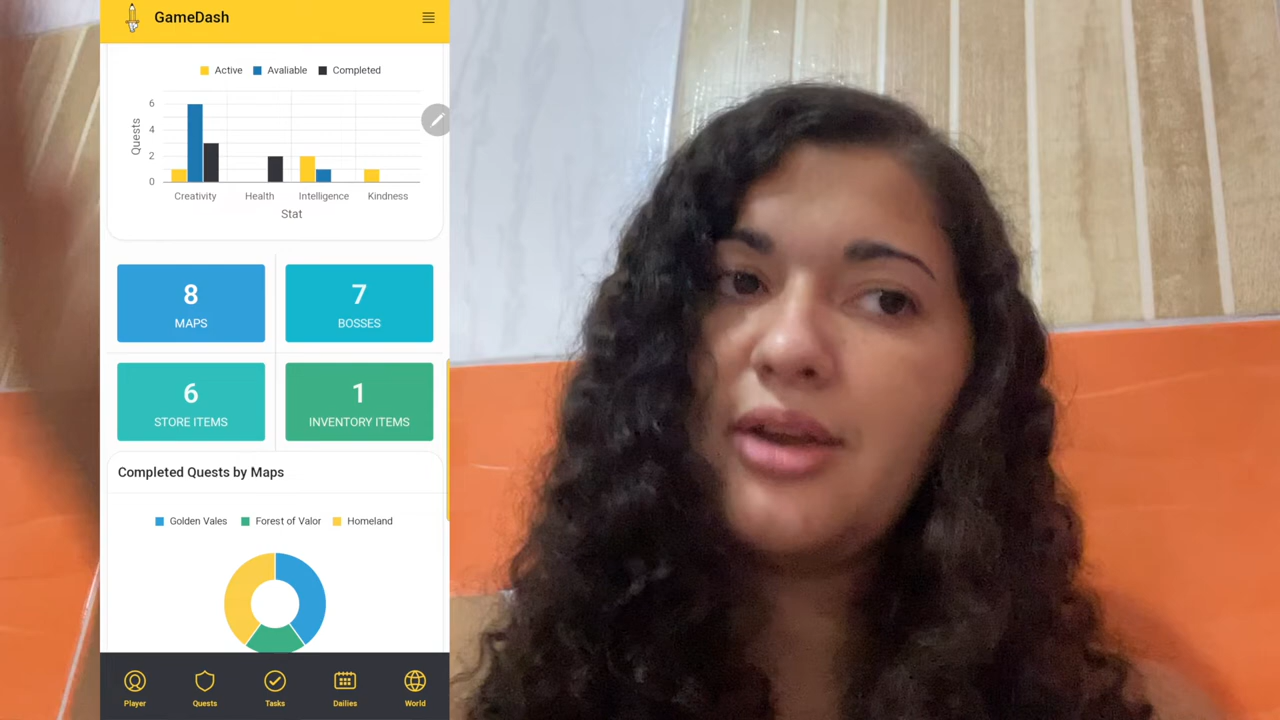 GameDash
Active Avaliable Completed
6
4
2
0
Quests
Creativity Health Intelligence Kindness
Stat
8 7
MAPS BOSSES
6 1
STORE ITEMS INVENTORY ITEMS
Completed Quests by Maps
Golden Vales Forest of Valor Homeland
Player Quests Tasks Dailies World